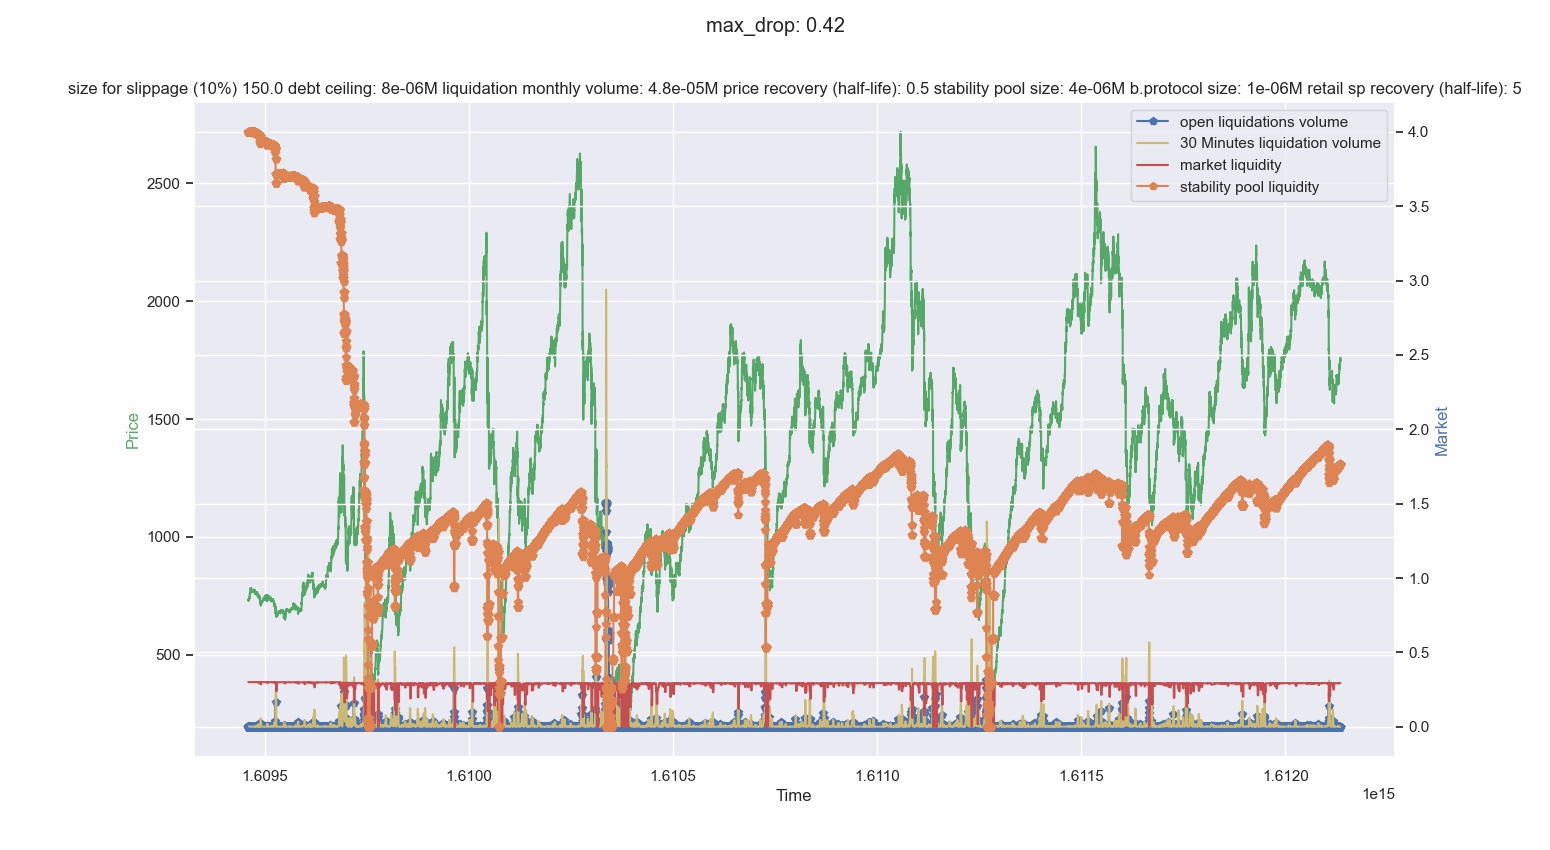 max_drop: 0.42
size for slippage (10%) 150.0 debt ceiling: 8e-06M liquidation monthly volume: 4.8e-05M price recovery (half-life): 0.5 stability pool size: 4e-06M b.protocol size: 1e-06M retail sp recovery (half-life): 5
open liquidations volume
30 Minutes liquidation volume
market liquidity
stability pool liquidity
2500
2000
1500
1000
500
Price
4.0
3.5
3.0
2.5
2.0
1.5
1.0
0.5
0.0
Market
1.6095 1.6100 1.6105 1.6110 1.6115 1.6120
Time
1e15